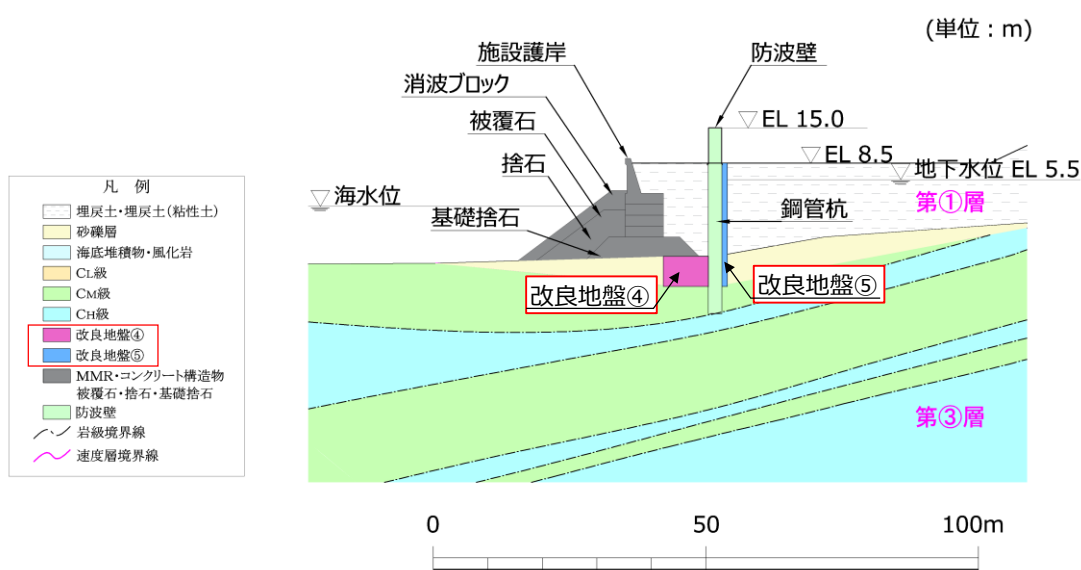 (単位：m)
施設護岸
防波壁
消波ブロック
EL 15.0
被覆石
EL 8.5
捨石
地下水位 EL 5.5
海水位
第①層
基礎捨石
鋼管杭
改良地盤④
改良地盤⑤
第③層
凡 例
埋戻土・埋戻土(粘性土)
砂礫層
海底堆積物・風化岩
CL級
CM級
CH級
改良地盤④
改良地盤⑤
MMR・コンクリート構造物
被覆石・捨石・基礎捨石
防波壁
岩級境界線
速度層境界線
0
50
100m